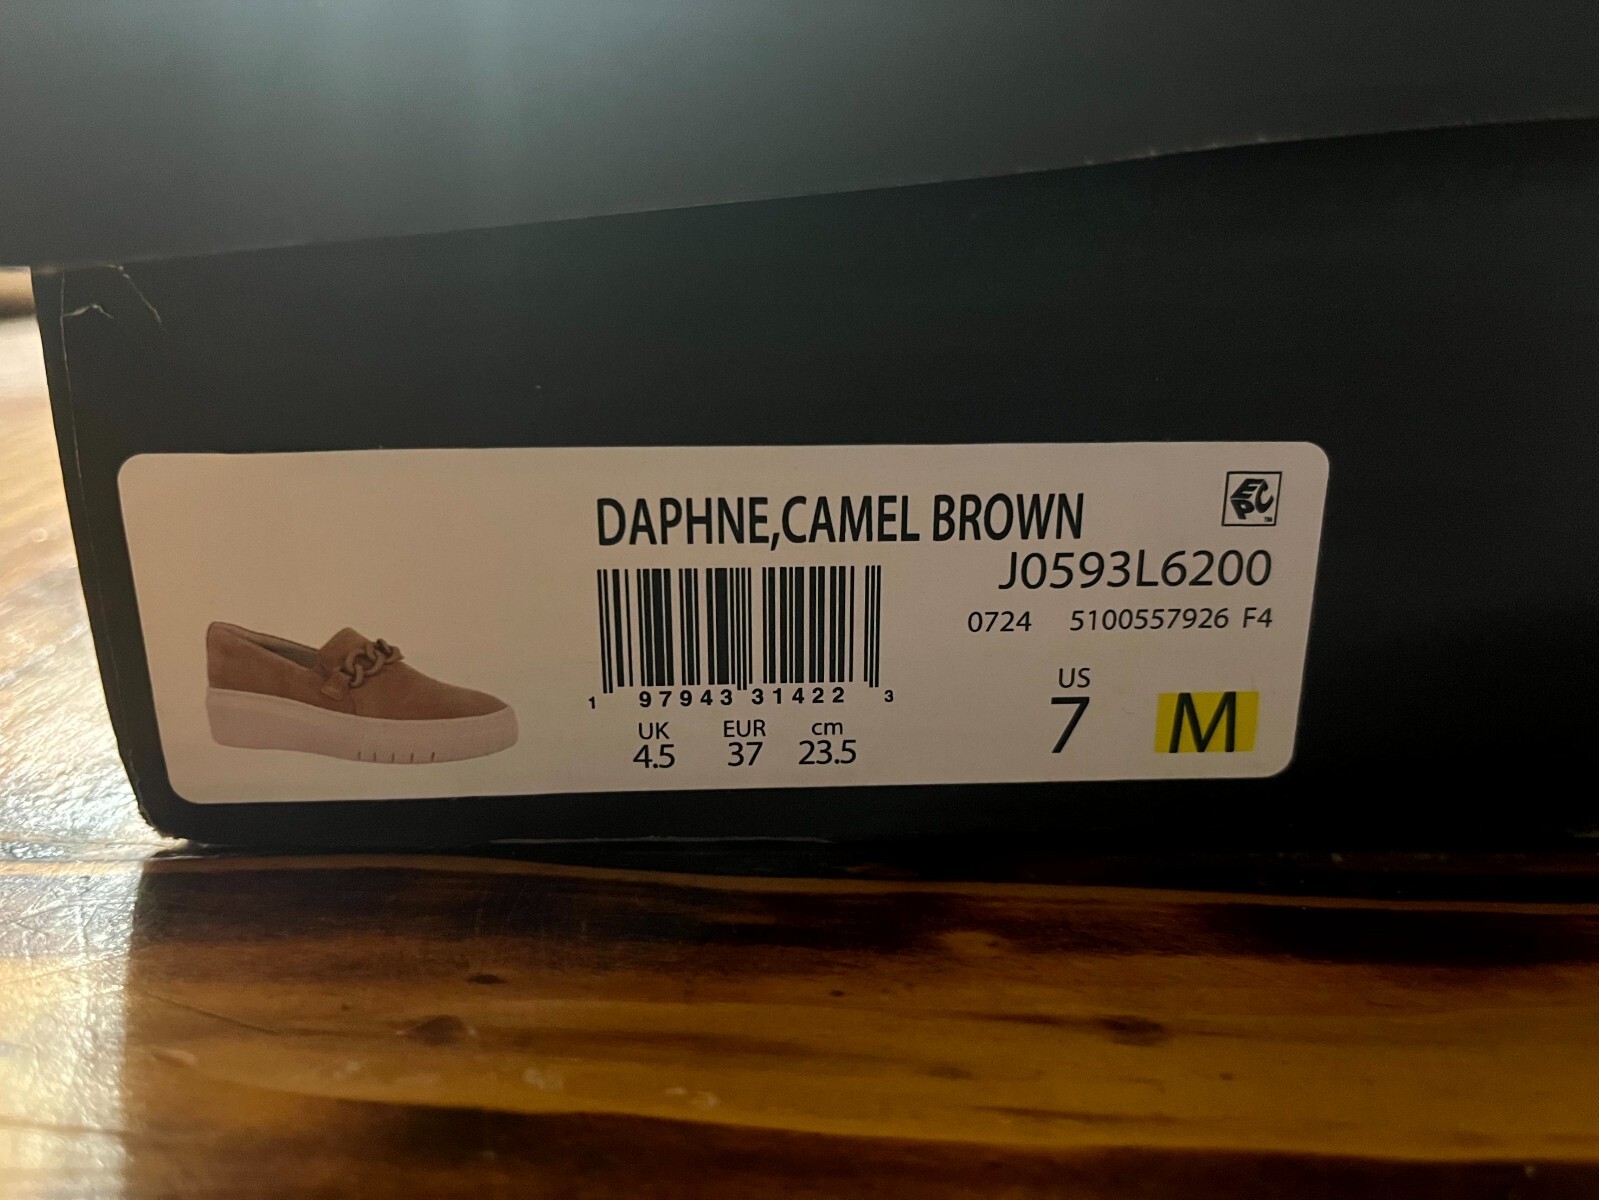 DAPHNE,CAMEL BROWN
EPC™
J0593L6200
0724 5100557926 F4
1 97943 31422 3
UK EUR cm
4.5 37 23.5
US
7 M